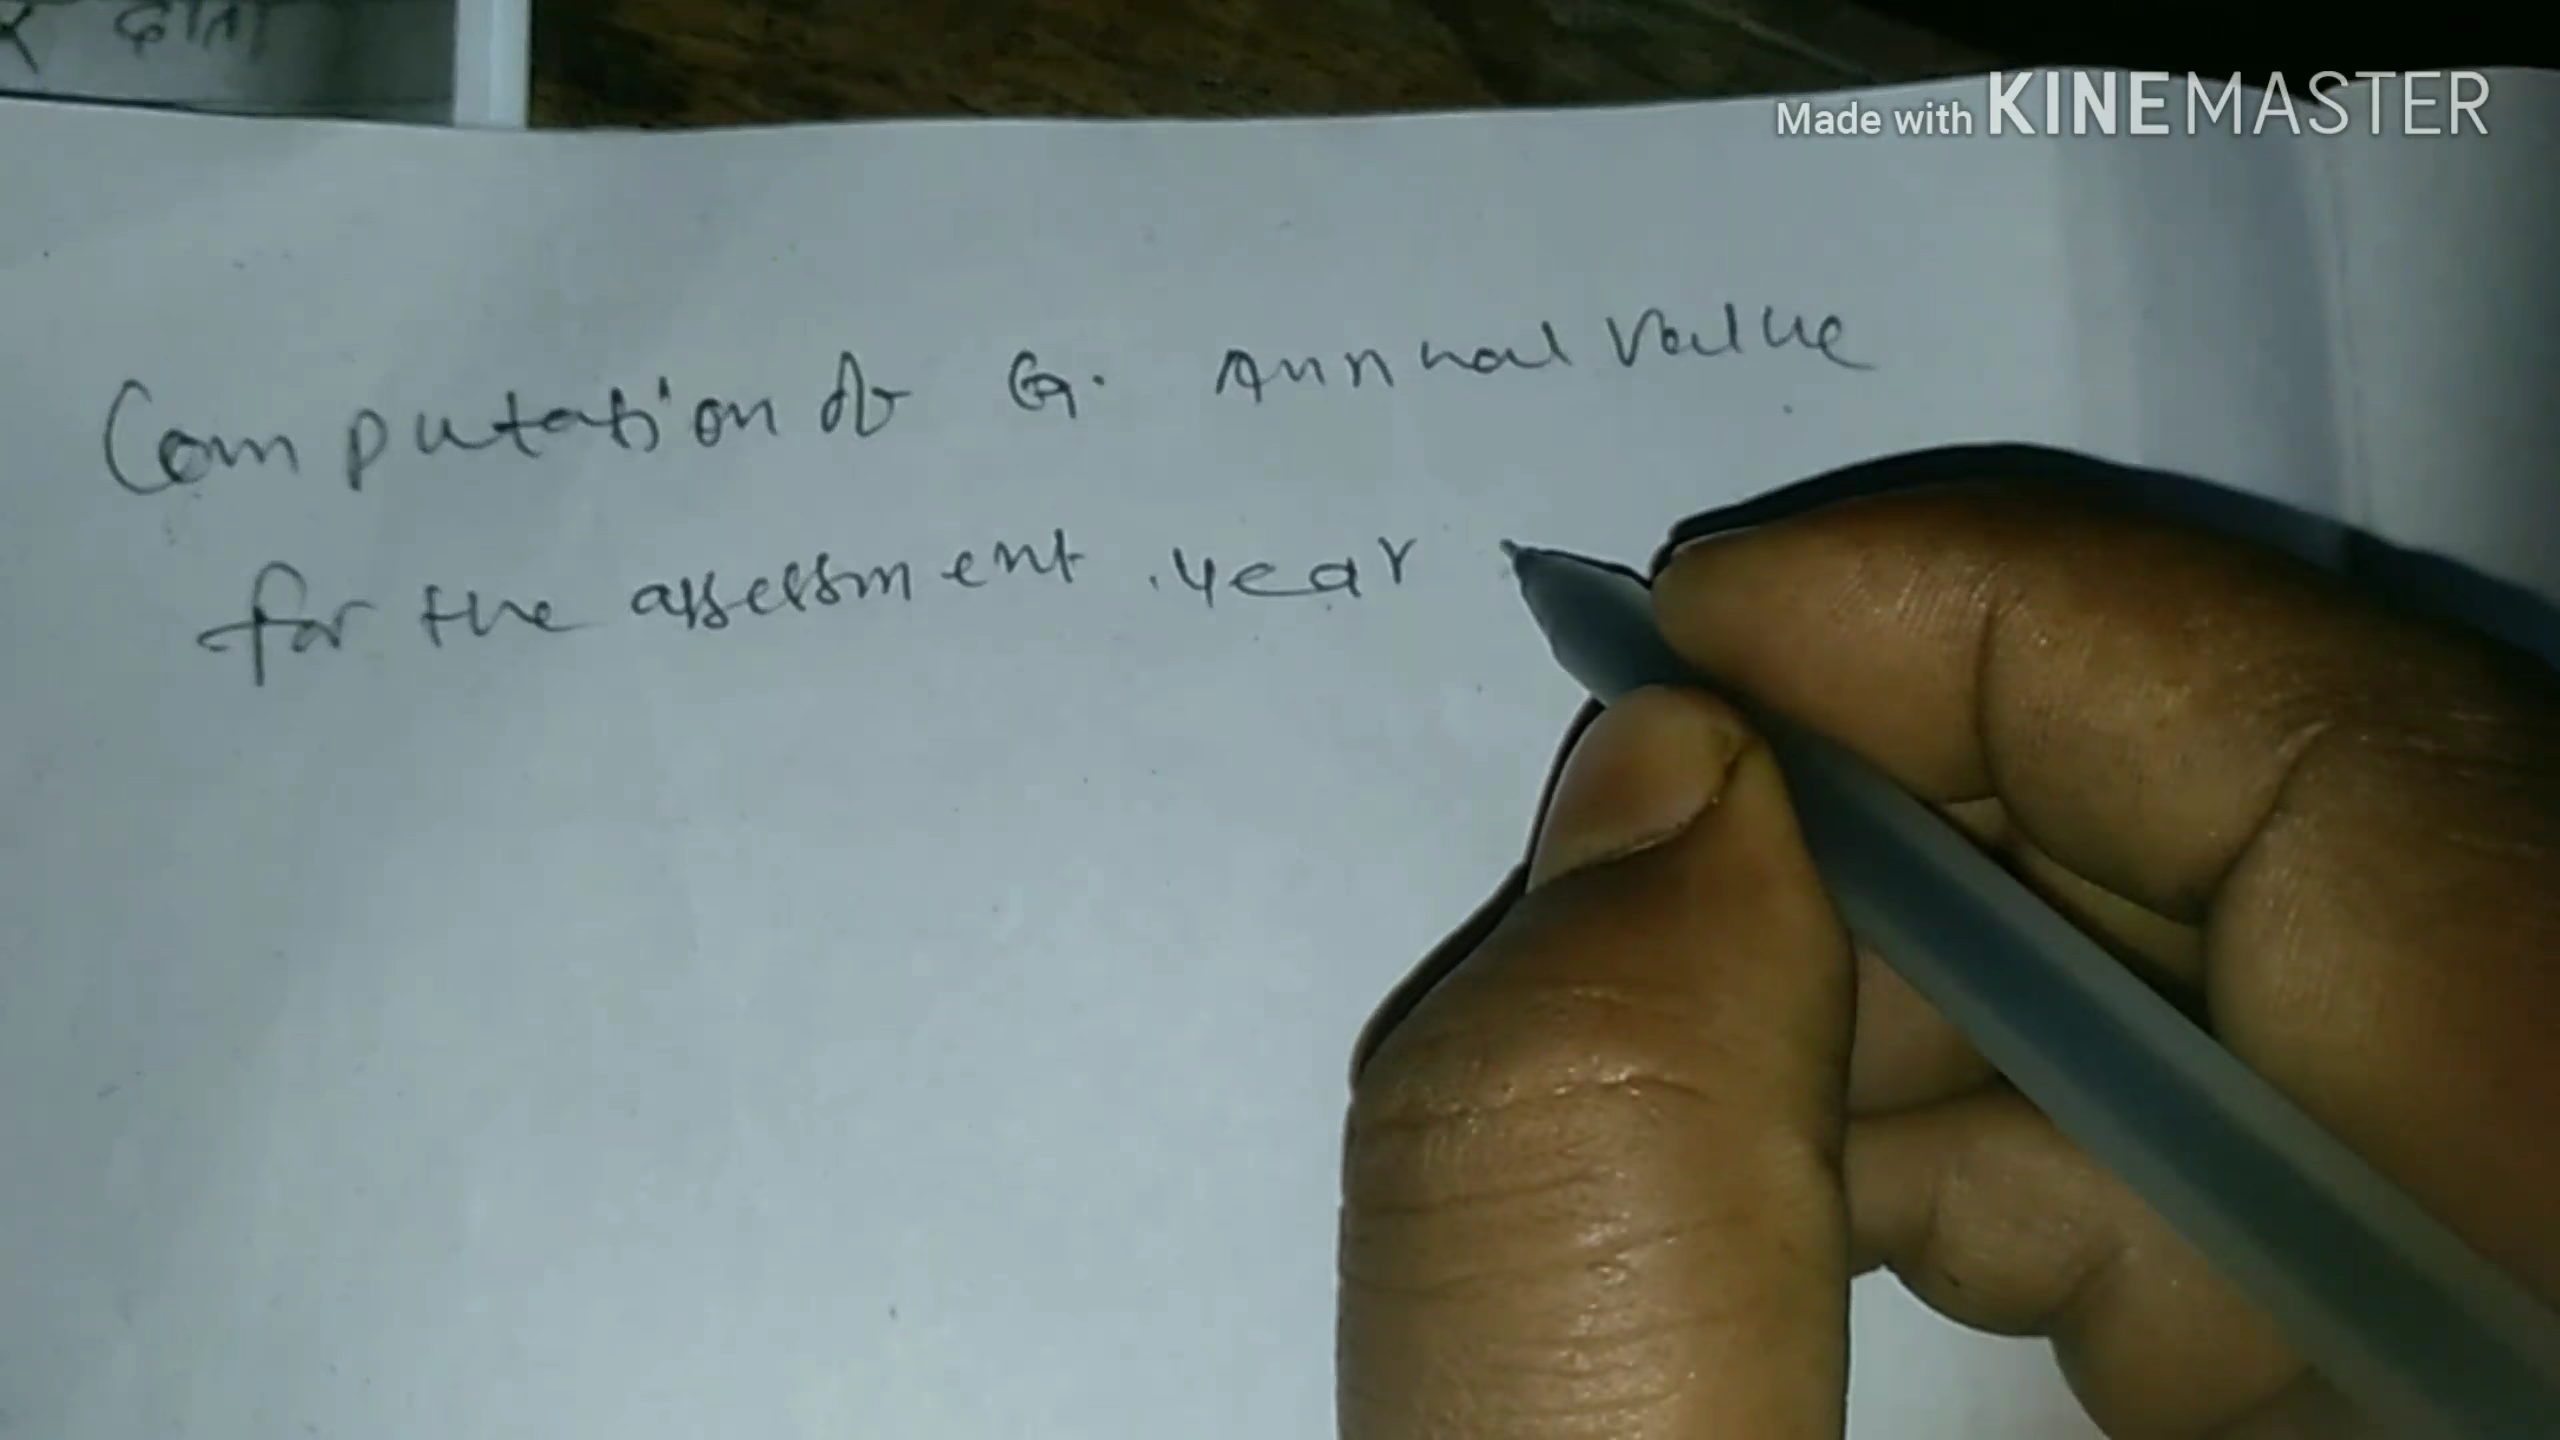 Made with KINEMASTER
Computation of G. Annual Value
for the assessment year